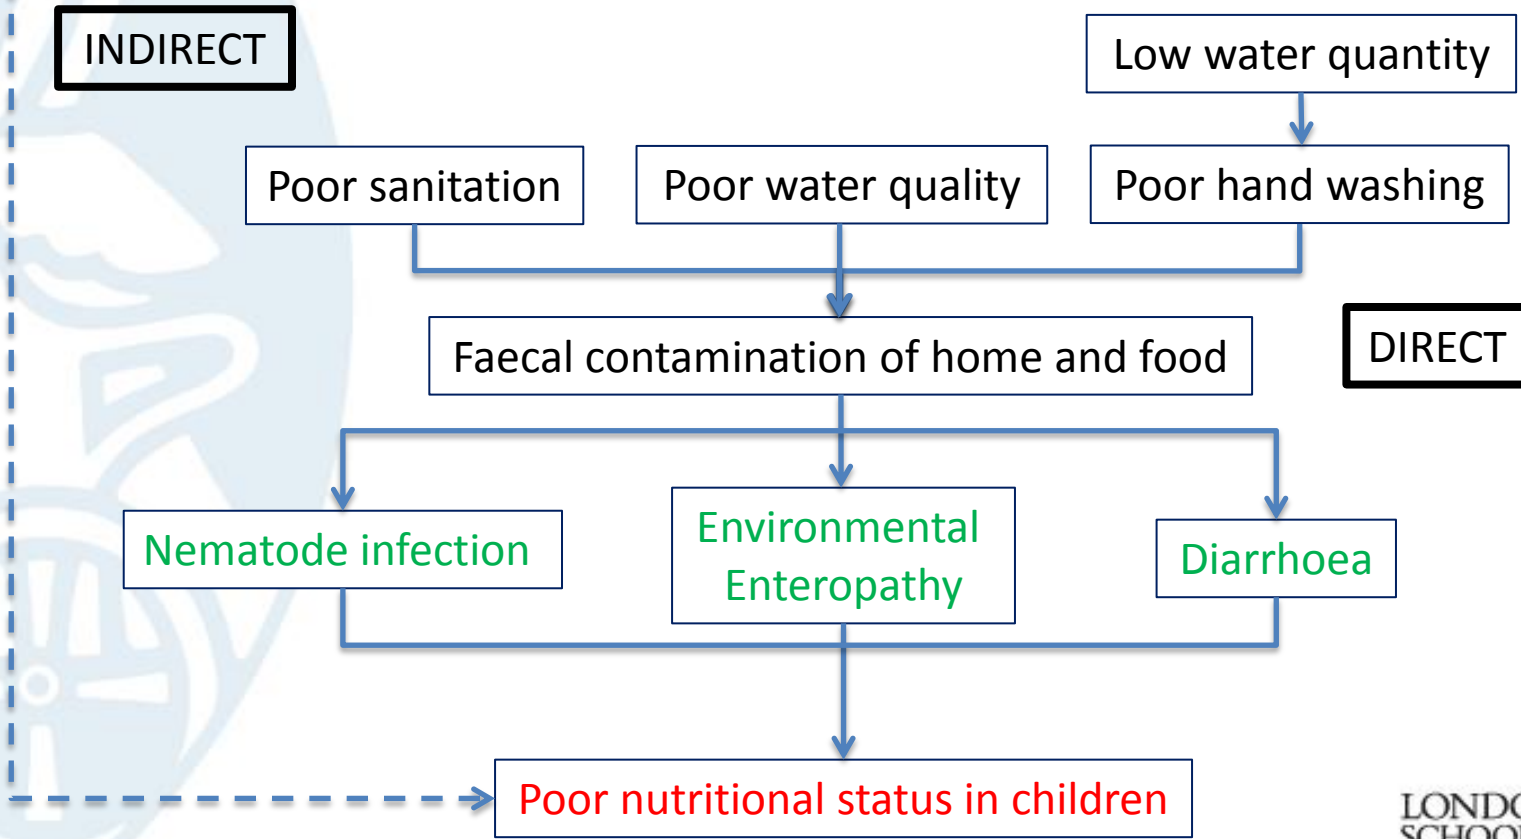 INDIRECT
Low water quantity
Poor sanitation
Poor water quality
Poor hand washing
Faecal contamination of home and food
DIRECT
Nematode infection
Environmental
Enteropathy
Diarrhoea
Poor nutritional status in children